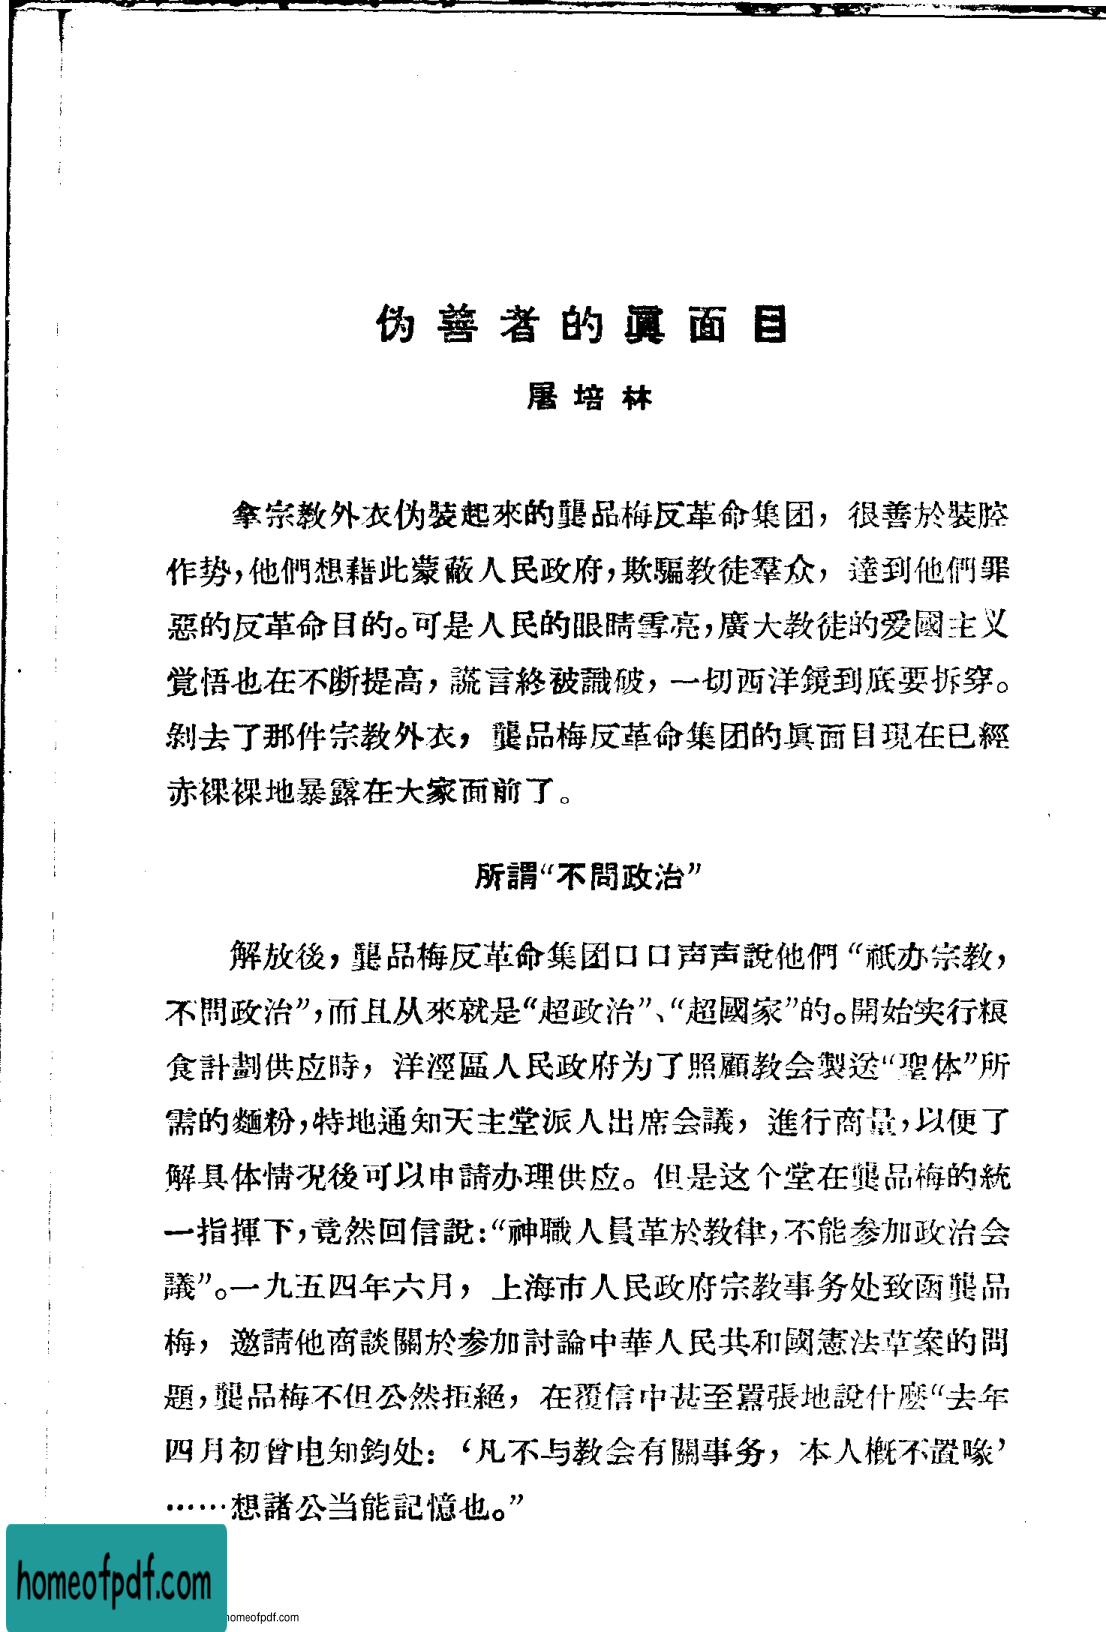 伪善者的眞面目
屠培林
拿宗教外衣伪裝起來的龔品梅反革命集团，很善於裝腔
作势，他們想藉此蒙蔽人民政府，欺騙教徒羣众，達到他們罪
惡的反革命目的。可是人民的眼睛雪亮，廣大教徒的爱國主义
覚悟也在不断提高，謊言終被識破，一切西洋鏡到底要拆穿。
剝去了那件宗教外衣，龔品梅反革命集团的眞面目現在已經
赤裸裸地暴露在大家面前了。
所謂“不問政治”
解放後，龔品梅反革命集团口口声声說他們“祇办宗教，
不問政治”，而且从來就是“超政治”、“超國家”的。開始実行粮
食計劃供应時，洋涇區人民政府为了照顧教会製送“聖体”所
需的麵粉，特地通知天主堂派人出席会議，進行商量，以便了
解具体情況後可以申請办理供应。但是这个堂在龔品梅的統
一指揮下，竟然回信說：“神職人員革於教律，不能参加政治会
議”。一九五四年六月，上海市人民政府宗教事务处致函龔品
梅，邀請他商談關於参加討論中華人民共和國憲法草案的問
題，龔品梅不但公然拒絕，在覆信中甚至囂張地說什麽“去年
四月初曾电知鈞处：‘凡不与教会有關事务，本人槪不置喙’
……想諸公当能記憶也。”
homeofpdf.com
homeofpdf.com